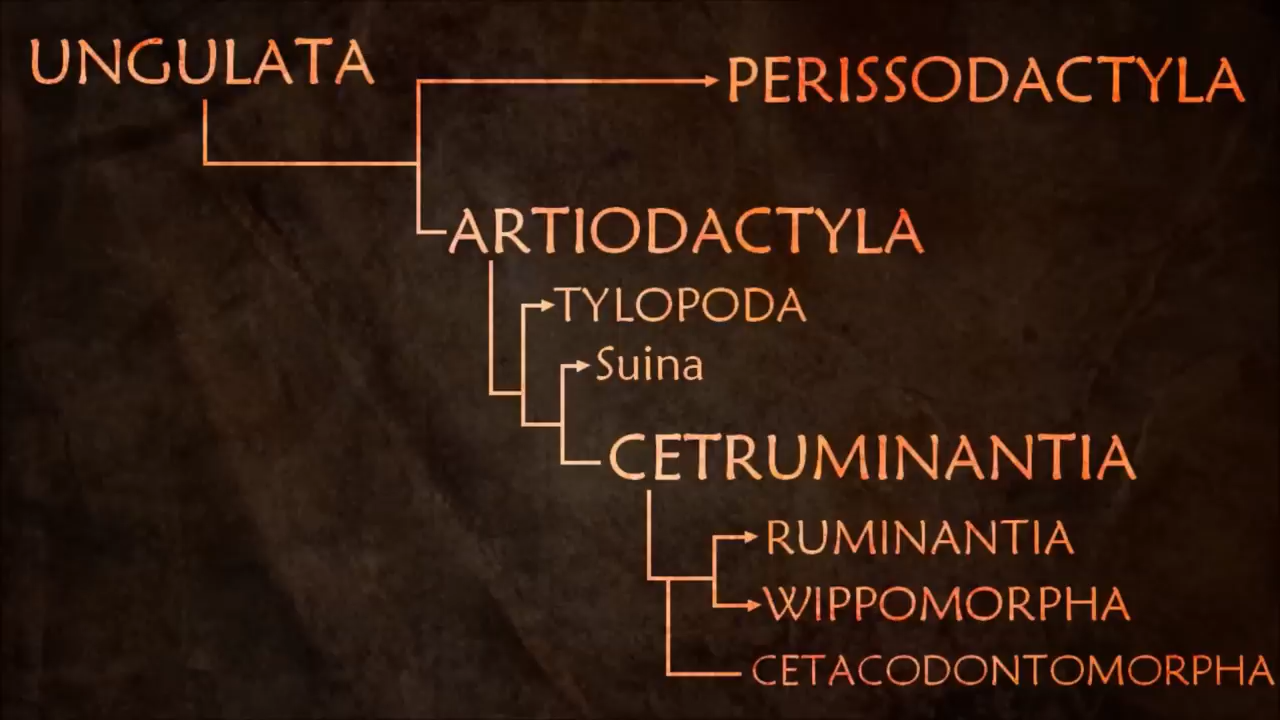 UNGULATA
PERISSODACTYLA
ARTIODACTYLA
TYLOPODA
Suina
CETRUMINANTIA
RUMINANTIA
WIPPOMORPHA
CETACODONTOMORPHA